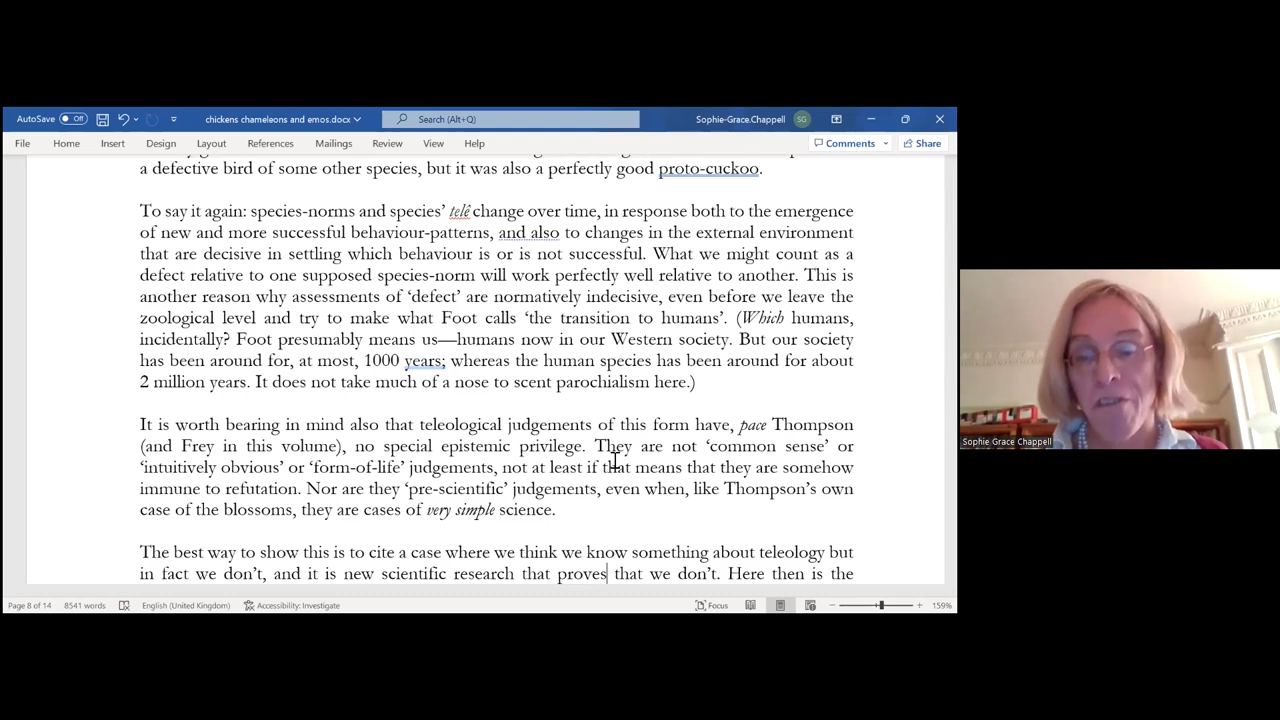 AutoSave Off
chickens chameleons and emos.docx
Search (Alt+Q)
Sophie-Grace.Chappell SG
File Home Insert Design Layout References Mailings Review View Help
Comments Share
a defective bird of some other species, but it was also a perfectly good proto-cuckoo.
To say it again: species-norms and species’ telê change over time, in response both to the emergence
of new and more successful behaviour-patterns, and also to changes in the external environment
that are decisive in settling which behaviour is or is not successful. What we might count as a
defect relative to one supposed species-norm will work perfectly well relative to another. This is
another reason why assessments of ‘defect’ are normatively indecisive, even before we leave the
zoological level and try to make what Foot calls ‘the transition to humans’. (Which humans,
incidentally? Foot presumably means us—humans now in our Western society. But our society
has been around for, at most, 1000 years; whereas the human species has been around for about
2 million years. It does not take much of a nose to scent parochialism here.)
It is worth bearing in mind also that teleological judgements of this form have, pace Thompson
(and Frey in this volume), no special epistemic privilege. They are not ‘common sense’ or
‘intuitively obvious’ or ‘form-of-life’ judgements, not at least if that means that they are somehow
immune to refutation. Nor are they ‘pre-scientific’ judgements, even when, like Thompson’s own
case of the blossoms, they are cases of very simple science.
The best way to show this is to cite a case where we think we know something about teleology but
in fact we don’t, and it is new scientific research that proves that we don’t. Here then is the
Page 8 of 14 8541 words English (United Kingdom) Accessibility: Investigate
Focus 159%
Sophie Grace Chappell